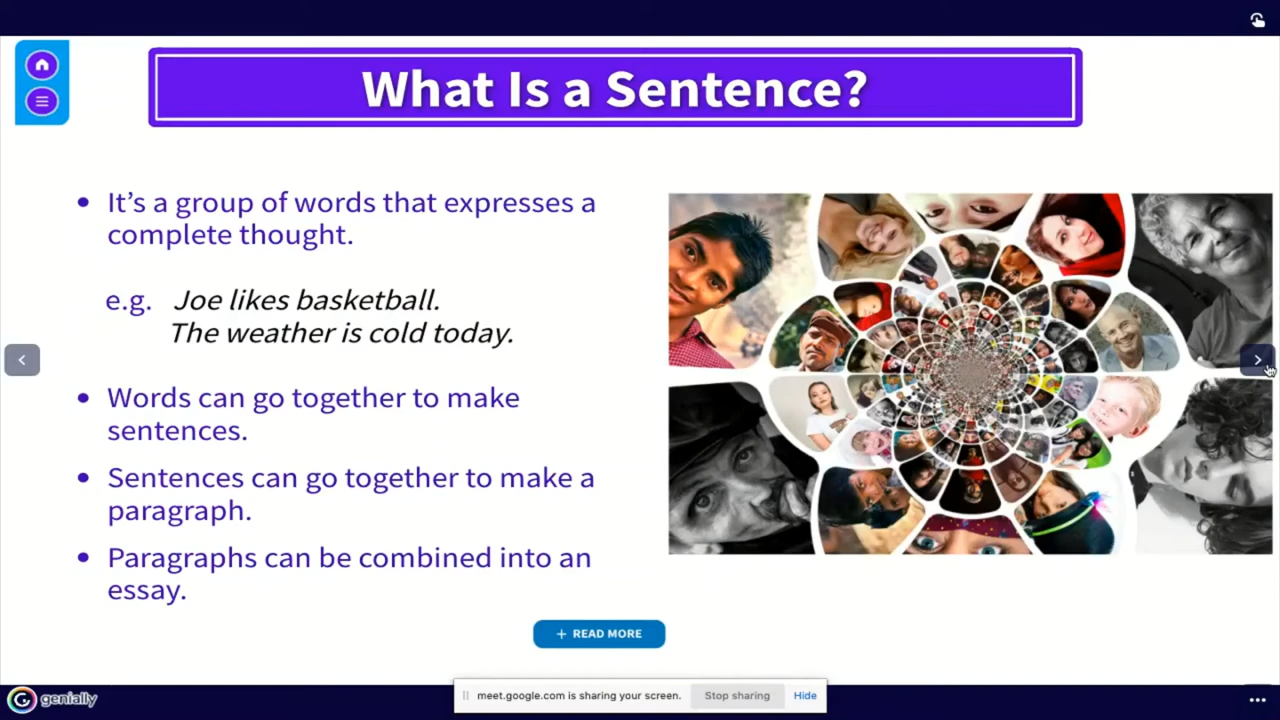 What Is a Sentence?
• It’s a group of words that expresses a
complete thought.
e.g. Joe likes basketball.
The weather is cold today.
• Words can go together to make
sentences.
• Sentences can go together to make a
paragraph.
• Paragraphs can be combined into an
essay.
+ READ MORE
genially
meet.google.com is sharing your screen.
Stop sharing
Hide